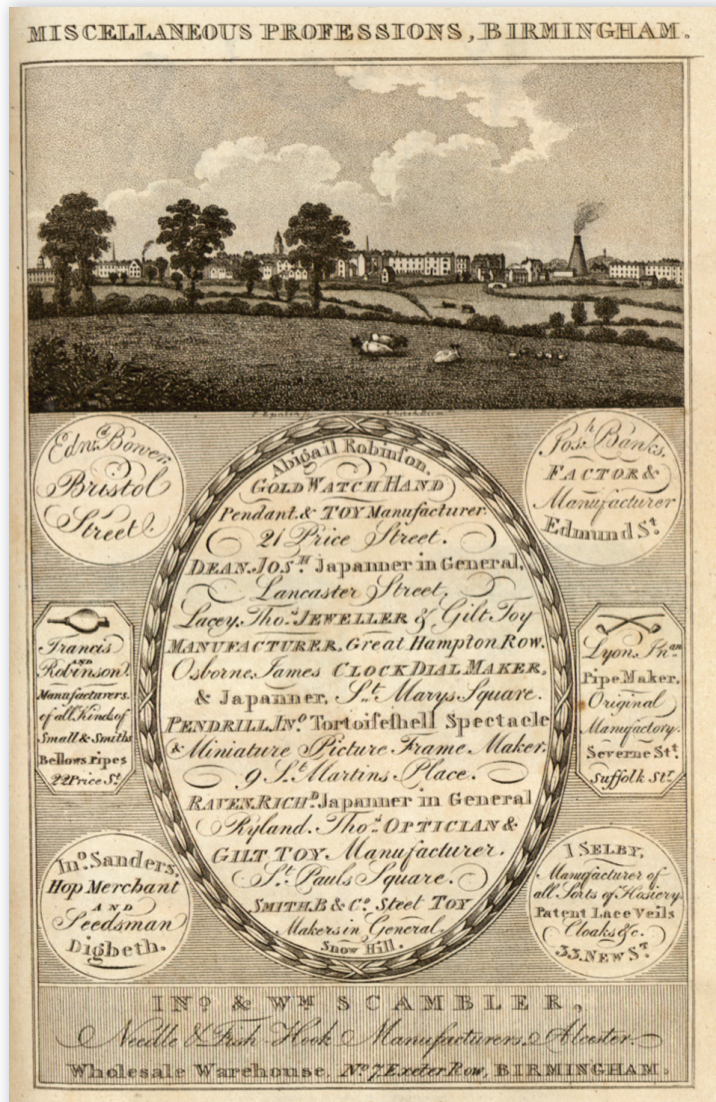 MISCELLANEOUS PROFESSIONS, BIRMINGHAM.
Edwd. Bower
Bristol
Street.
Josh. Banks.
FACTOR &
Manufacturer
Edmund St.
Abigail Robinſon.
GOLD WATCH HAND
Pendant & TOY Manufacturer.
21 Price Street.
DEAN, JOSH. Japanner in General,
Lancaster Street,
Lacey, Thos. JEWELLER & Gilt Toy
MANUFACTURER, Great Hampton Row.
Osborne, James CLOCK DIAL MAKER,
& Japanner, St. Marys Square.
PENDRILL, JNO. Tortoiſeſhell Spectacle
& Miniature Picture Frame Maker.
9 St. Martins Place.
RAVEN, RICHD. Japanner in General
Ryland, Thos. OPTICIAN &
GILT TOY Manufacturer.
St. Pauls Square.
SMITH, B & Co. Steel TOY
Makers in General
Snow Hill.
Francis
AND
Robinson.
Manufacturers
of all Kinds of
Small & Smiths
Bellows Pipes
22 Price St.
Lyon, Jnan.
Pipe Maker.
Original
Manufactory.
Severne Stt.
Suffolk Str.
Jno. Sanders,
Hop Merchant
AND
Seedsman
Digbeth.
I SELBY,
Manufacturer of
all Sorts of Hosiery
Patent Lace Veils
Cloaks &c.
33, NEW ST.
INO. & WM. SCAMBLER,
Needle & Fish-Hook Manufacturers, Alcester.
Wholesale Warehouse, No. 7 Exeter Row, BIRMINGHAM.